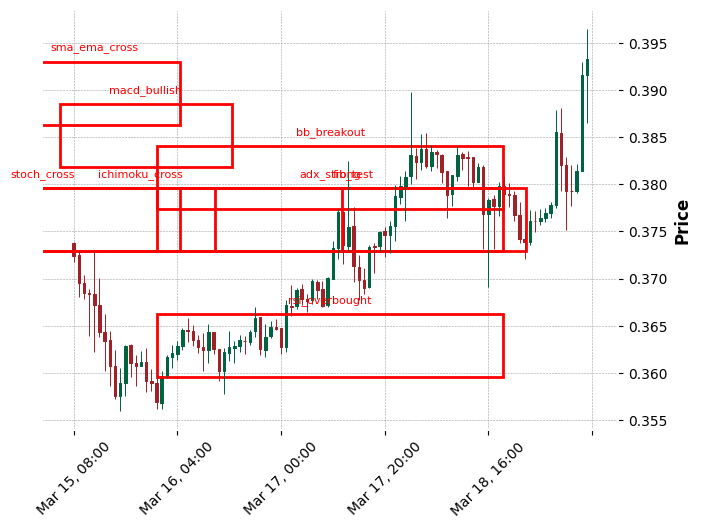 sma_ema_cross
macd_bullish
bb_breakout
stoch_cross
ichimoku_cross
adx_strong
fib_test
rsi_overbought
0.395
0.390
0.385
0.380
0.375
0.370
0.365
0.360
0.355
Price
Mar 15, 08:00
Mar 16, 04:00
Mar 17, 00:00
Mar 17, 20:00
Mar 18, 16:00